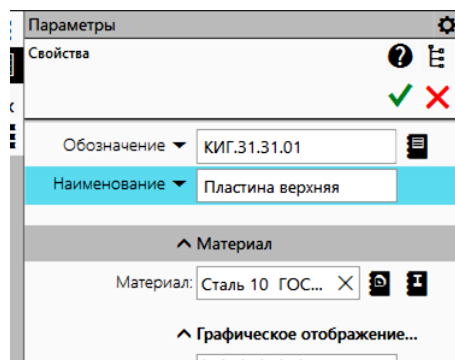 Параметры
Свойства
Обозначение КИГ.31.31.01
Наименование Пластина верхняя
Материал
Материал: Сталь 10 ГОС...
Графическое отображение...